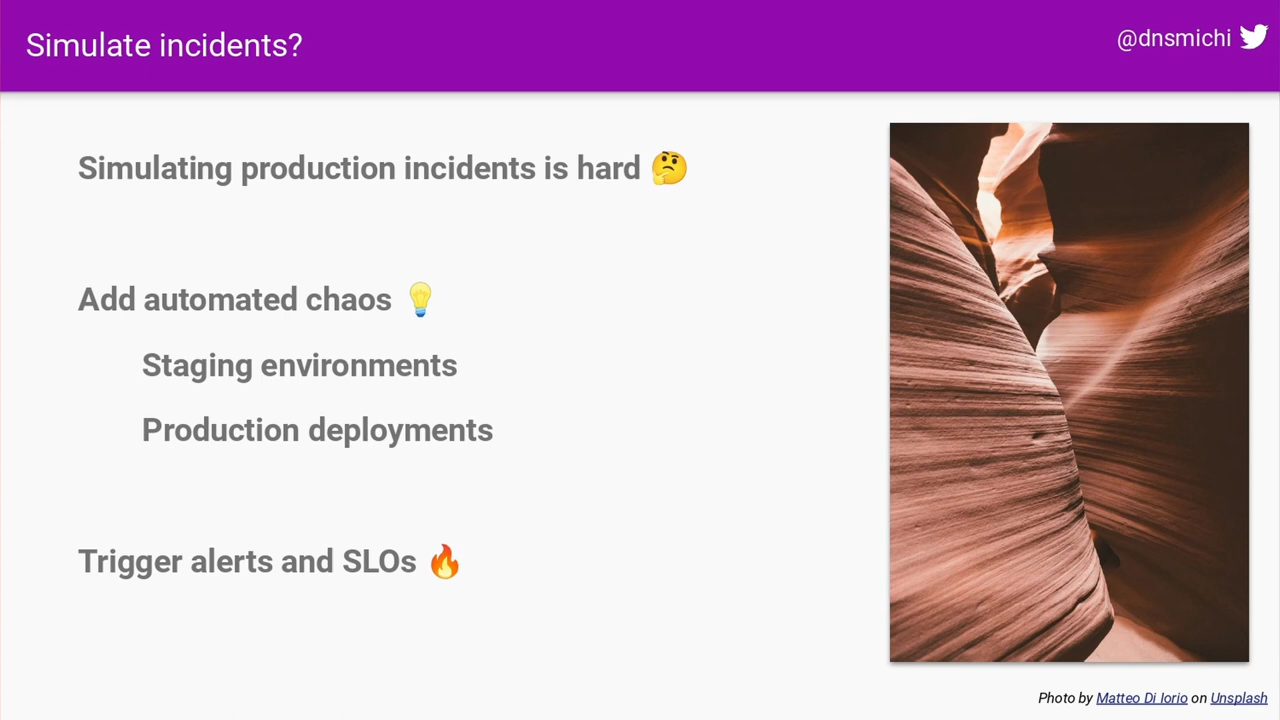 Simulate incidents?
@dnsmichi
Simulating production incidents is hard 🤔
Add automated chaos 💡
Staging environments
Production deployments
Trigger alerts and SLOs 🔥
Photo by Matteo Di Iorio on Unsplash